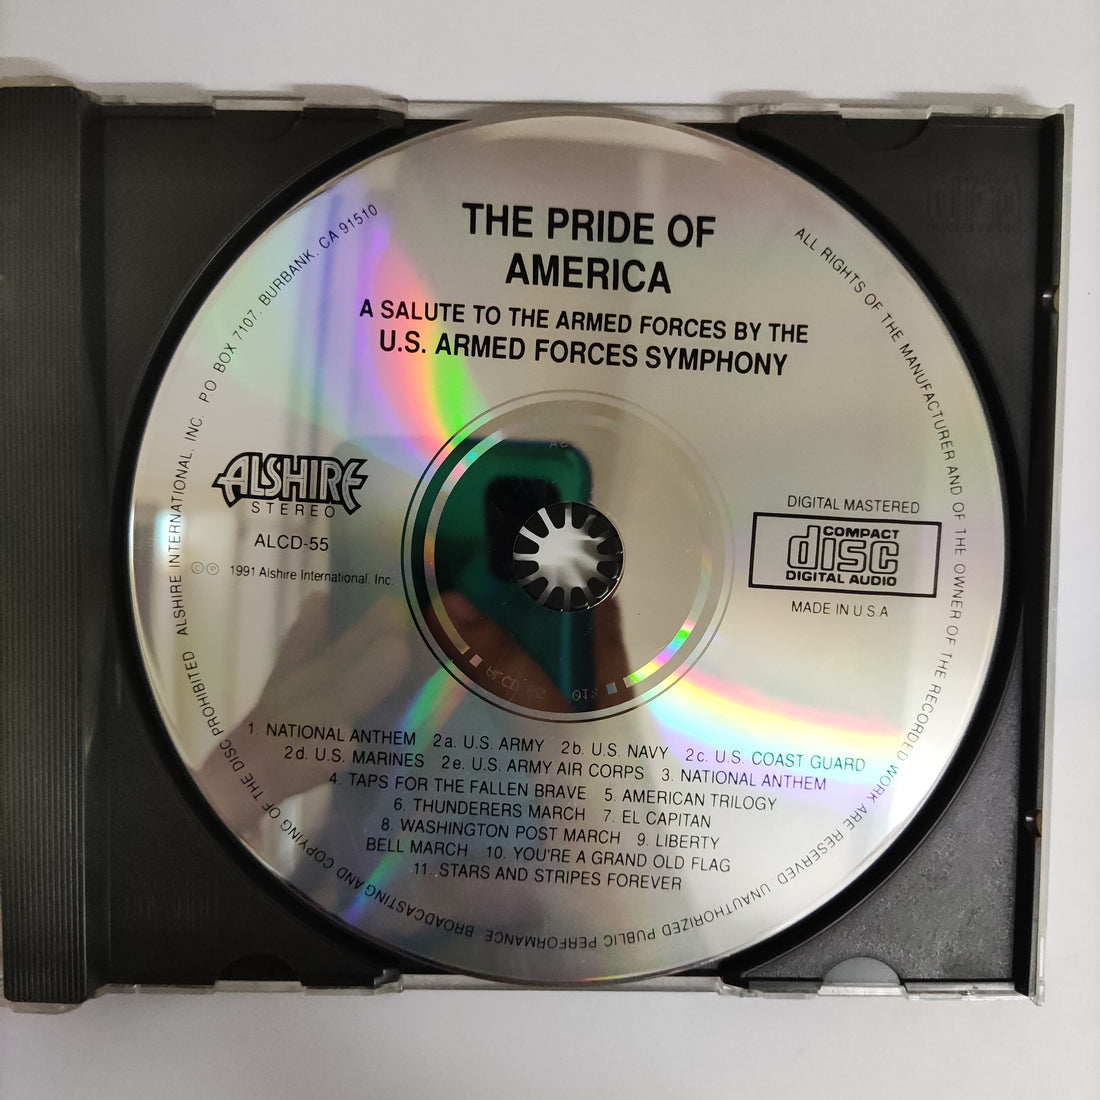 THE PRIDE OF
AMERICA
A SALUTE TO THE ARMED FORCES BY THE
U.S. ARMED FORCES SYMPHONY
ALSHIRE
STEREO
ALCD-55
©℗ 1991 Alshire International, Inc.
DIGITAL MASTERED
COMPACT
disc
DIGITAL AUDIO
MADE IN U.S.A
1. NATIONAL ANTHEM 2a. U.S. ARMY 2b. U.S. NAVY 2c. U.S. COAST GUARD
2d. U.S. MARINES 2e. U.S. ARMY AIR CORPS 3. NATIONAL ANTHEM
4. TAPS FOR THE FALLEN BRAVE 5. AMERICAN TRILOGY
6. THUNDERERS MARCH 7. EL CAPITAN
8. WASHINGTON POST MARCH 9. LIBERTY
BELL MARCH 10. YOU'RE A GRAND OLD FLAG
11. STARS AND STRIPES FOREVER
ALL RIGHTS OF THE MANUFACTURER AND OF THE OWNER OF THE RECORDED WORK ARE RESERVED UNAUTHORIZED PUBLIC PERFORMANCE BROADCASTING AND COPYING OF THE DISC PROHIBITED ALSHIRE INTERNATIONAL, INC. P.O BOX 7107, BURBANK, CA 91510